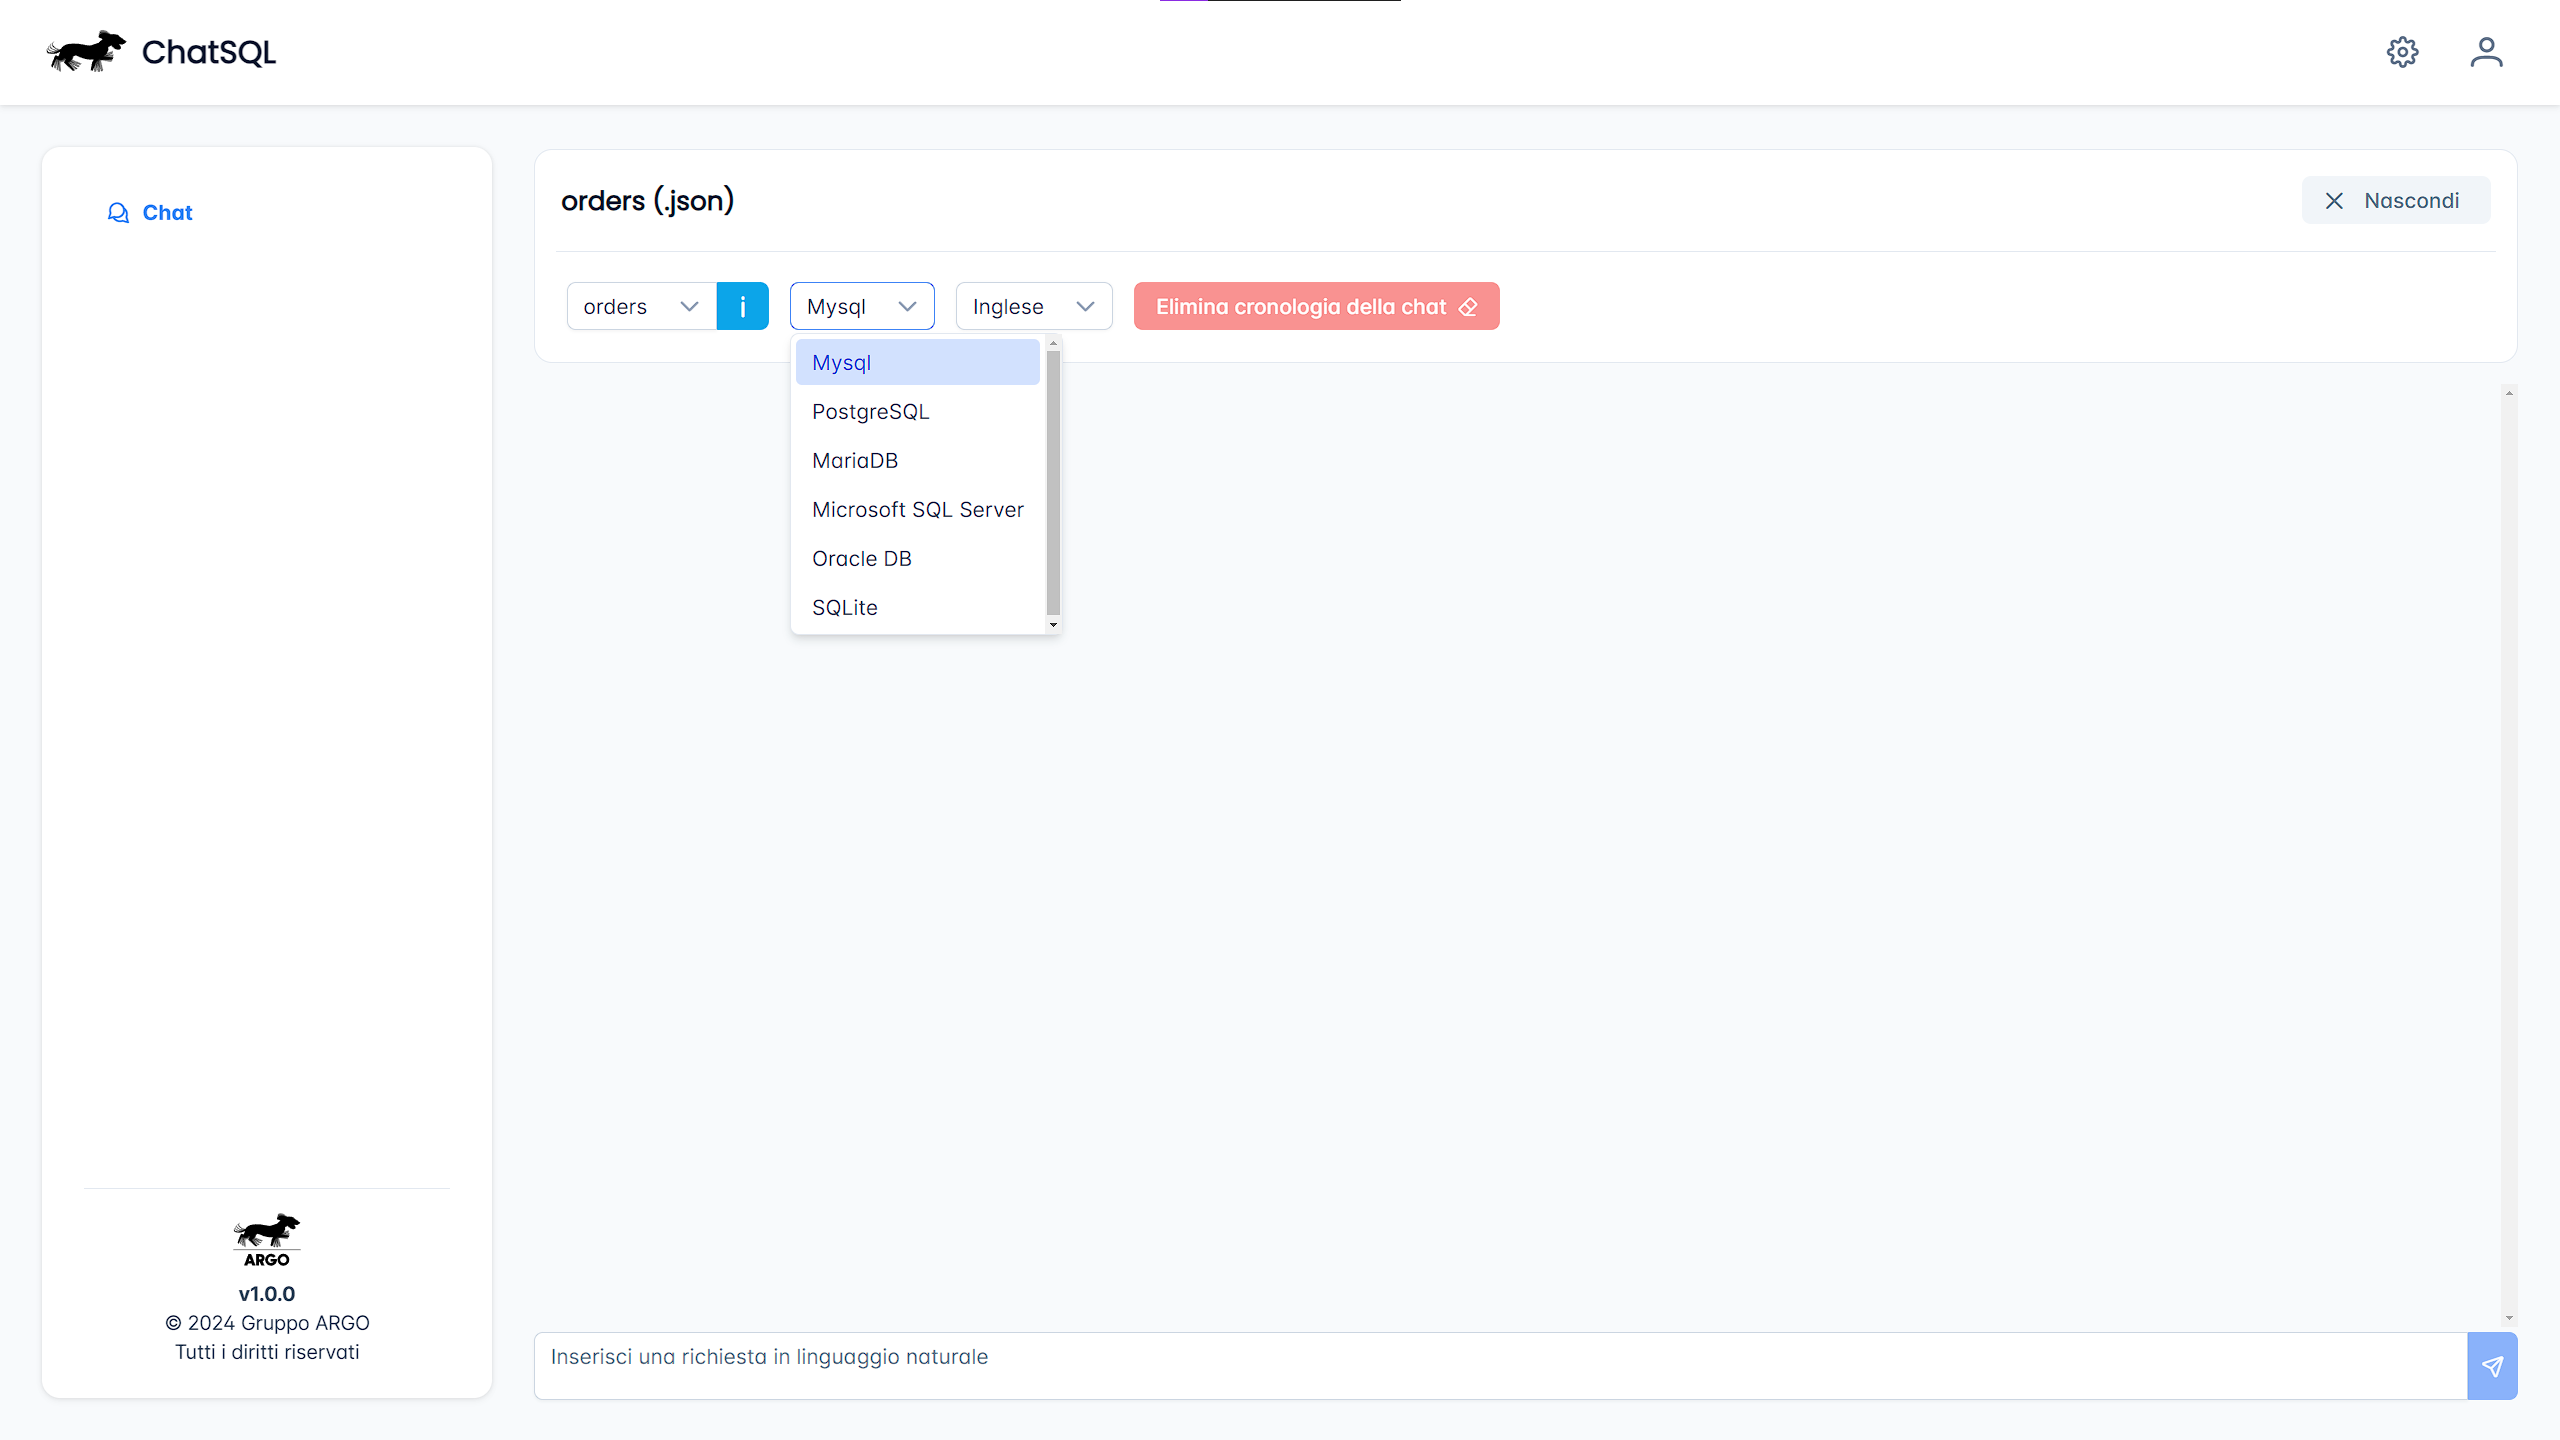 ChatSQL
Chat
orders (.json)
Nascondi
orders
i
Mysql
Inglese
Elimina cronologia della chat
Mysql
PostgreSQL
MariaDB
Microsoft SQL Server
Oracle DB
SQLite
Inserisci una richiesta in linguaggio naturale
ARGO
v1.0.0
© 2024 Gruppo ARGO
Tutti i diritti riservati